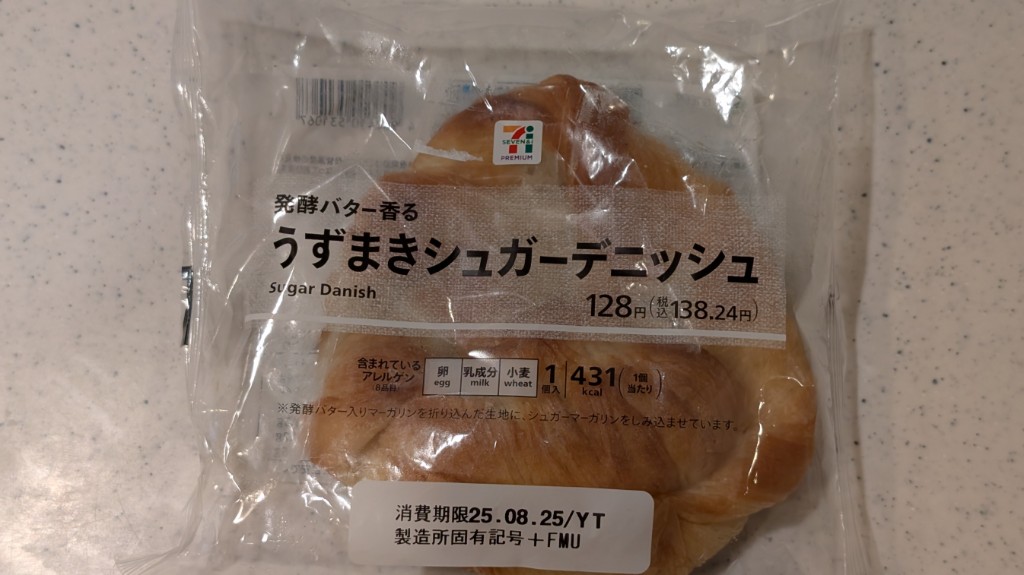 SEVEN&i
PREMIUM
発酵バター香る
うずまきシュガーデニッシュ
Sugar Danish
128円(税込138.24円)
含まれている
アレルゲン
(8品目)
卵 乳成分 小麦
egg milk wheat
1個入 431kcal (1個当たり)
※発酵バター入りマーガリンを折り込んだ生地に、シュガーマーガリンをしみ込ませています。
消費期限25.08.25/YT
製造所固有記号+FMU